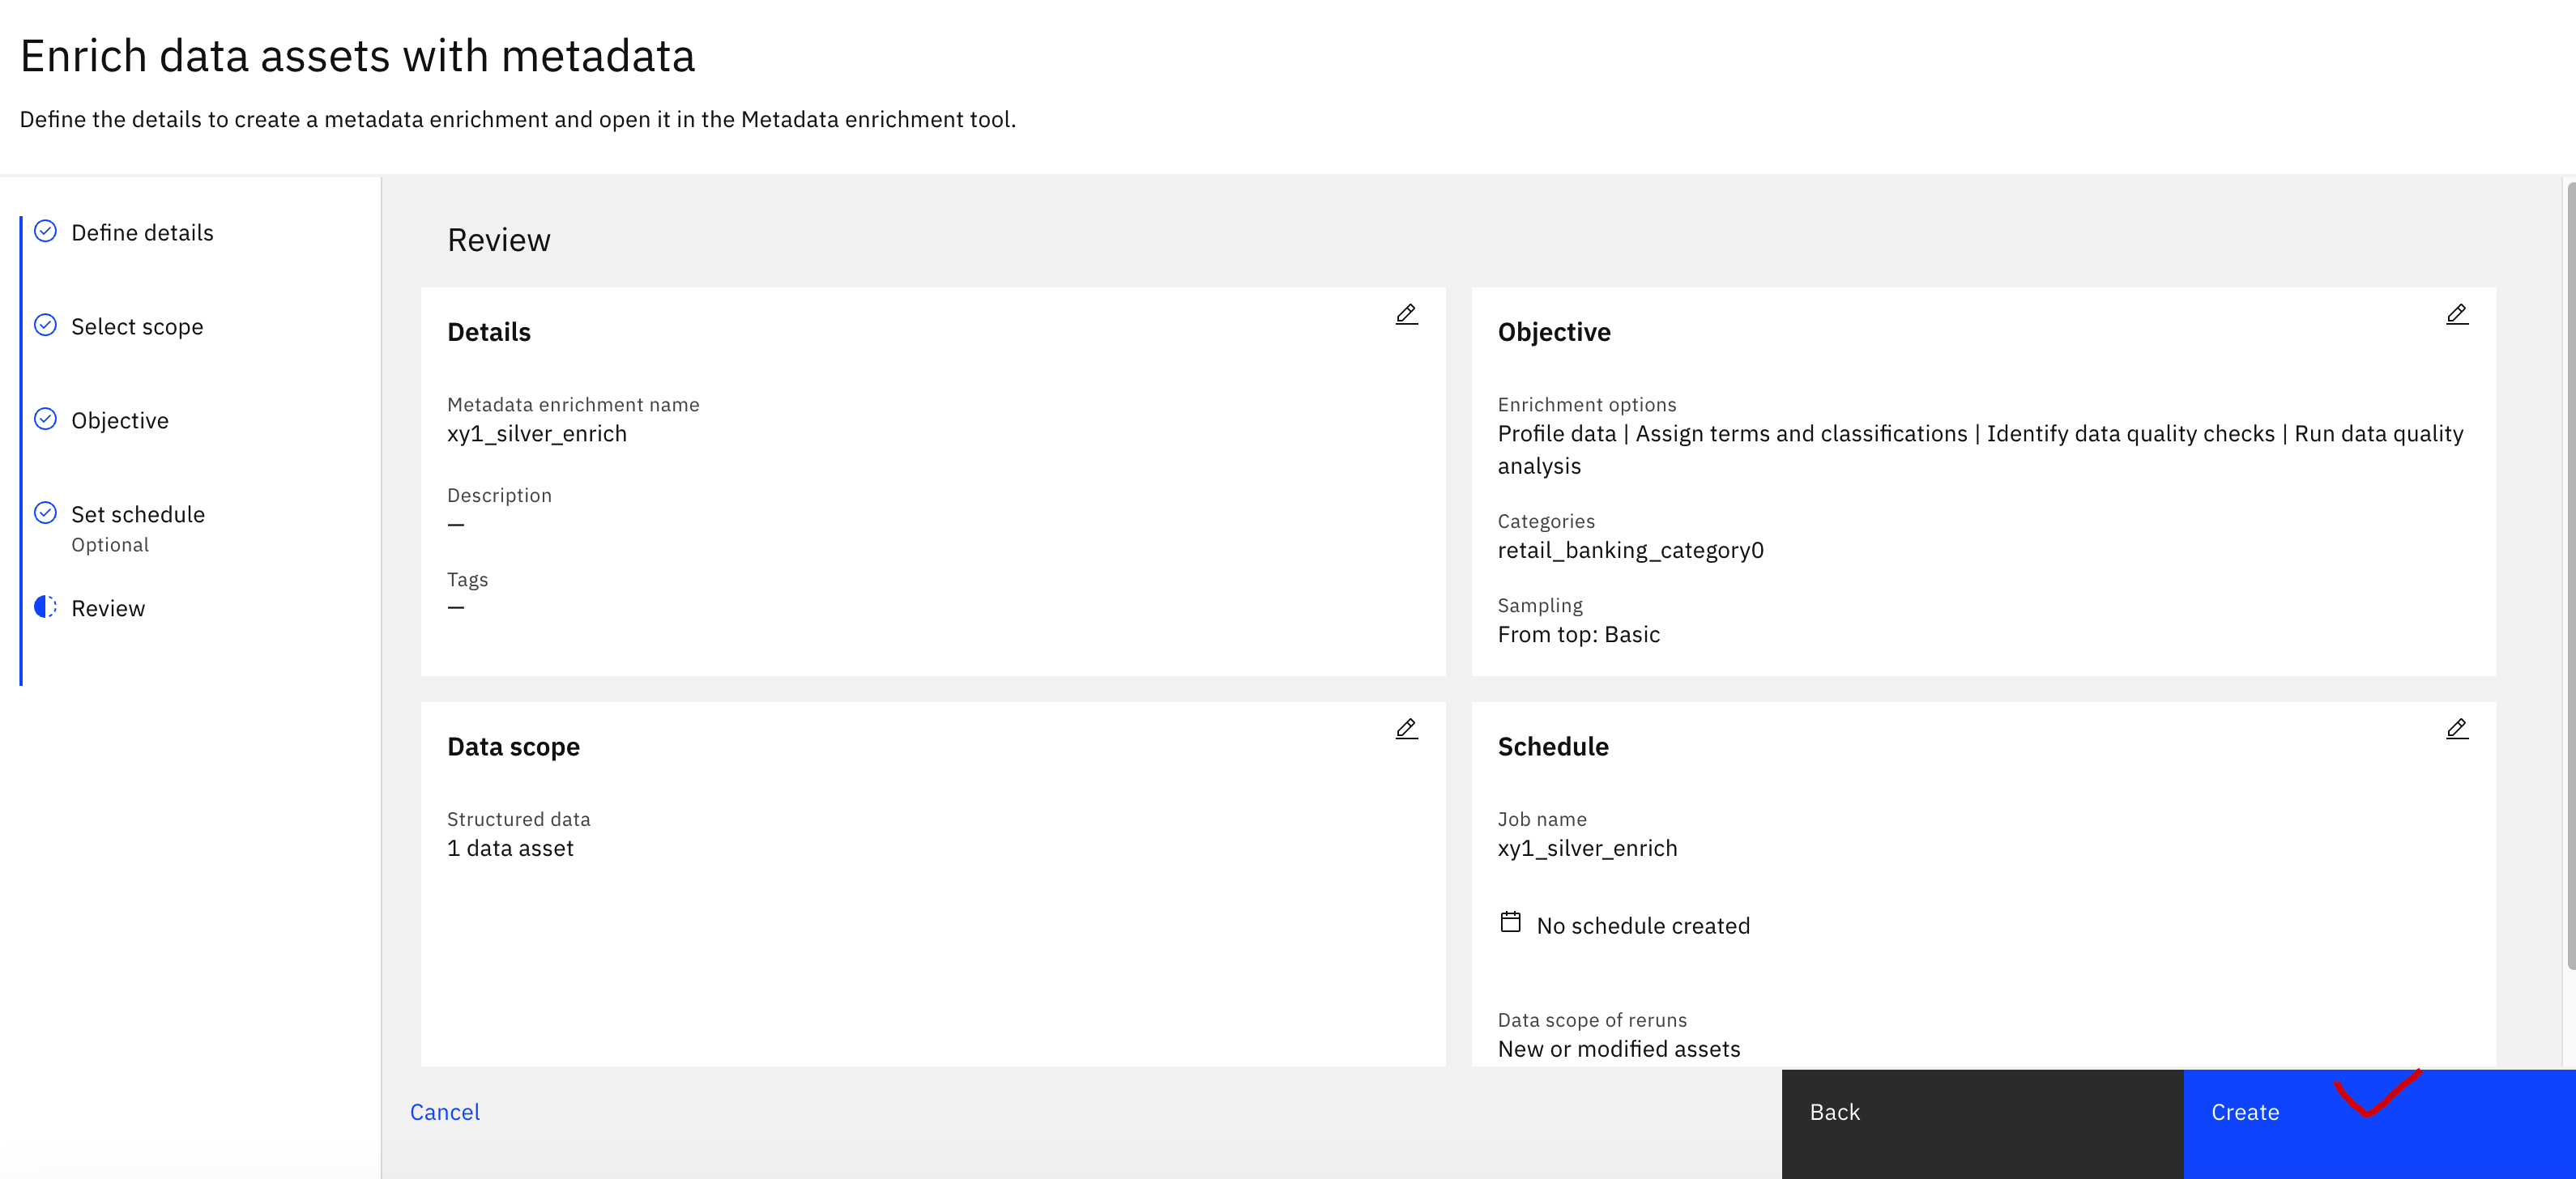 Enrich data assets with metadata
Define the details to create a metadata enrichment and open it in the Metadata enrichment tool.
Define details
Select scope
Objective
Set schedule
Optional
Review
Review
Details
Metadata enrichment name
xy1_silver_enrich
Description
—
Tags
—
Objective
Enrichment options
Profile data | Assign terms and classifications | Identify data quality checks | Run data quality
analysis
Categories
retail_banking_category0
Sampling
From top: Basic
Data scope
Structured data
1 data asset
Schedule
Job name
xy1_silver_enrich
No schedule created
Data scope of reruns
New or modified assets
Cancel
Back
Create